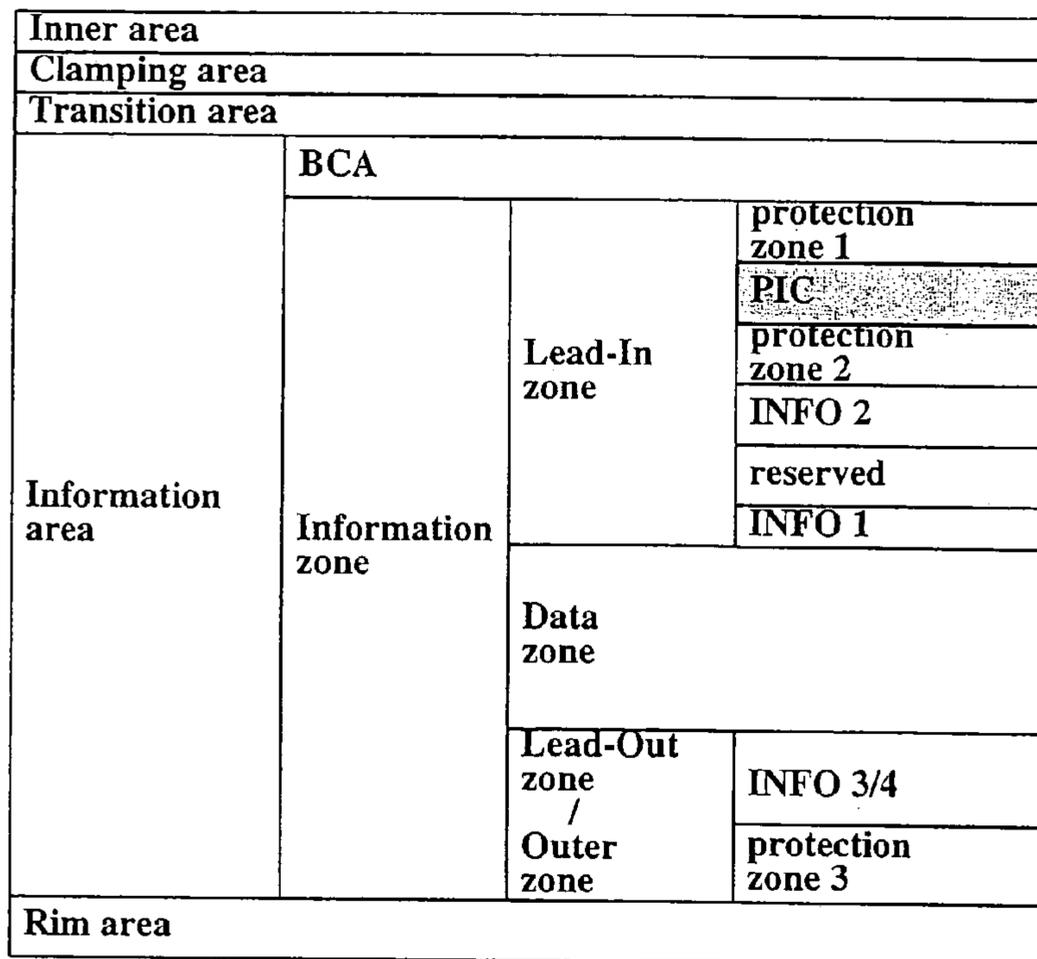 Inner area
Clamping area
Transition area
Information
area
BCA
Information
zone
Lead-In
zone
protection
zone 1
PIC
protection
zone 2
INFO 2
reserved
INFO 1
Data
zone
Lead-Out
zone
/
Outer
zone
INFO 3/4
protection
zone 3
Rim area